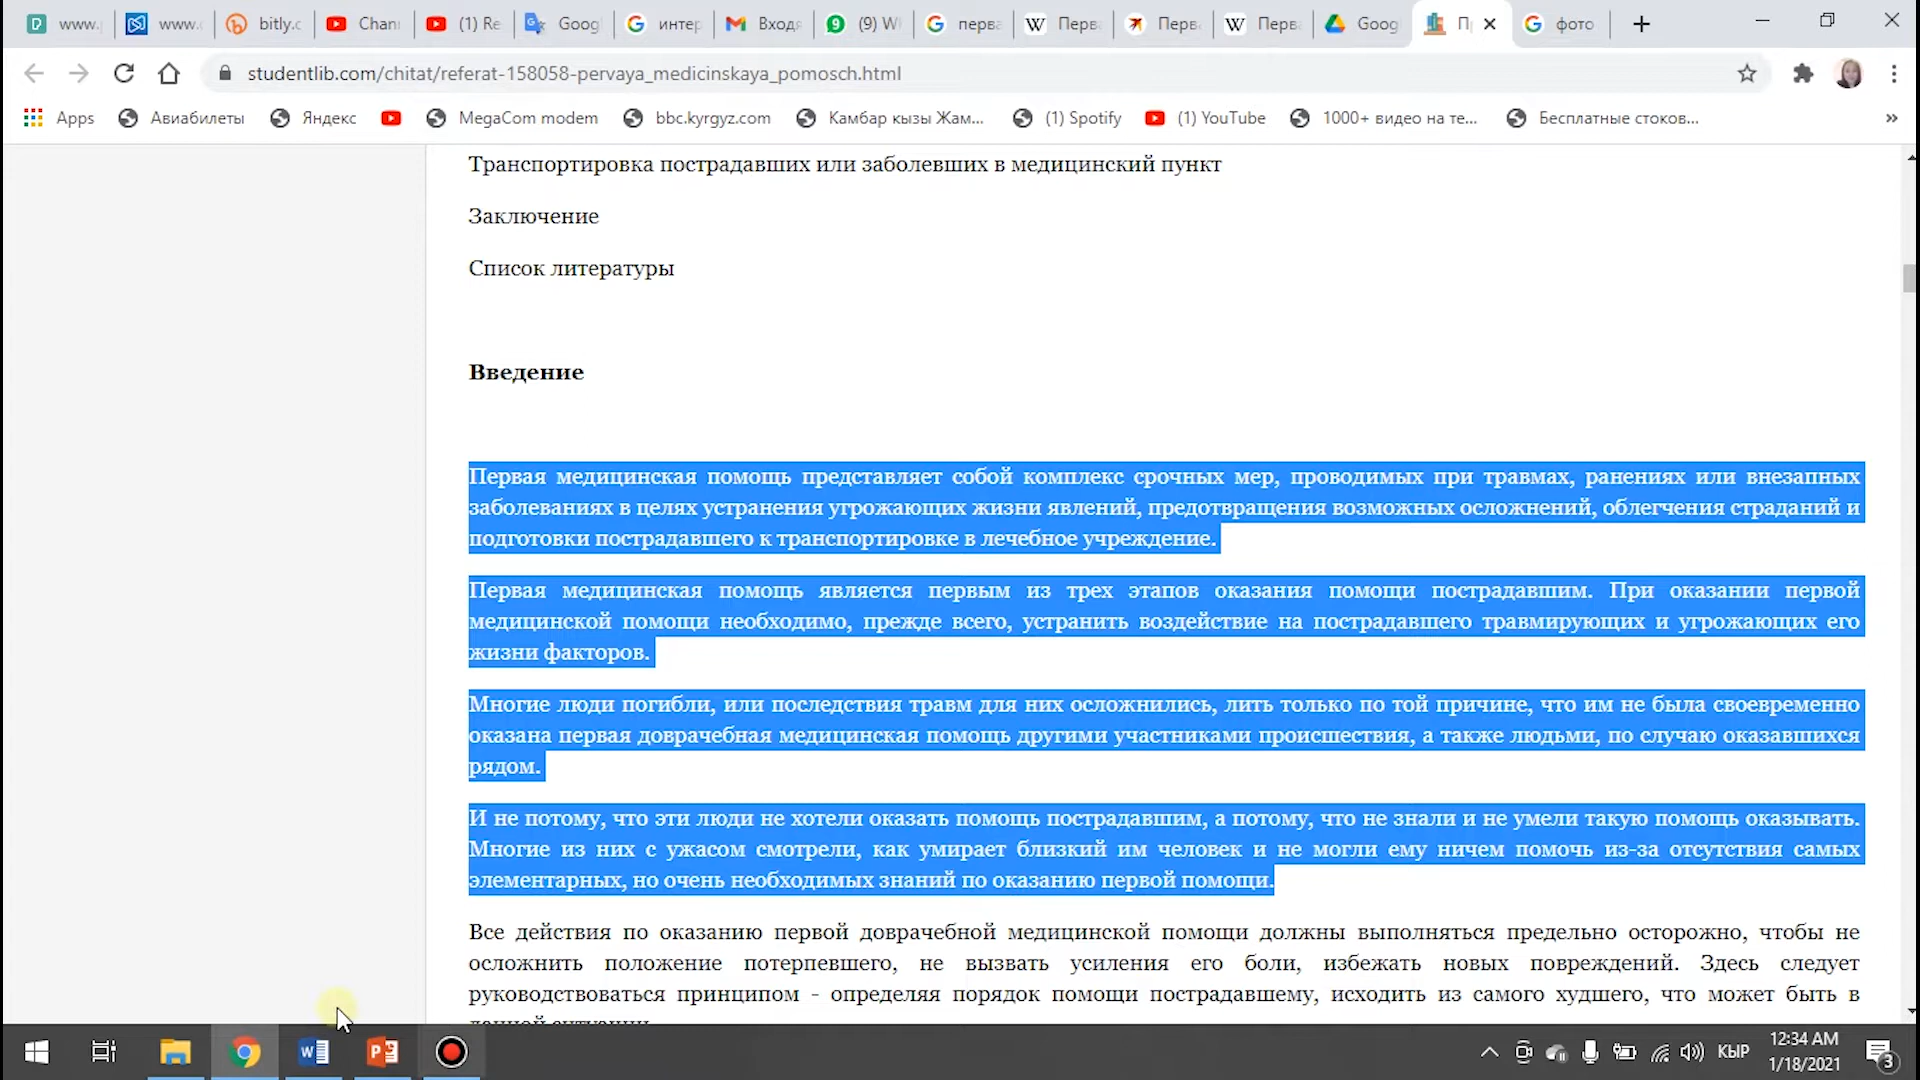 www.
www.
bitly.c
Chan
(1) Re
Goog
интер
Входя
(9) W
перва
Перв
Перв
Перв
Goog
П
фото
studentlib.com/chitat/referat-158058-pervaya_medicinskaya_pomosch.html
Apps
Авиабилеты
Яндекс
MegaCom modem
bbc.kyrgyz.com
Камбар кызы Жам...
(1) Spotify
(1) YouTube
1000+ видео на те...
Бесплатные стоков...
»
Транспортировка пострадавших или заболевших в медицинский пункт
Заключение
Список литературы
Введение
Первая медицинская помощь представляет собой комплекс срочных мер, проводимых при травмах, ранениях или внезапных
заболеваниях в целях устранения угрожающих жизни явлений, предотвращения возможных осложнений, облегчения страданий и
подготовки пострадавшего к транспортировке в лечебное учреждение.
Первая медицинская помощь является первым из трех этапов оказания помощи пострадавшим. При оказании первой
медицинской помощи необходимо, прежде всего, устранить воздействие на пострадавшего травмирующих и угрожающих его
жизни факторов.
Многие люди погибли, или последствия травм для них осложнились, лить только по той причине, что им не была своевременно
оказана первая доврачебная медицинская помощь другими участниками происшествия, а также людьми, по случаю оказавшихся
рядом.
И не потому, что эти люди не хотели оказать помощь пострадавшим, а потому, что не знали и не умели такую помощь оказывать.
Многие из них с ужасом смотрели, как умирает близкий им человек и не могли ему ничем помочь из-за отсутствия самых
элементарных, но очень необходимых знаний по оказанию первой помощи.
Все действия по оказанию первой доврачебной медицинской помощи должны выполняться предельно осторожно, чтобы не
осложнить положение потерпевшего, не вызвать усиления его боли, избежать новых повреждений. Здесь следует
руководствоваться принципом - определяя порядок помощи пострадавшему, исходить из самого худшего, что может быть в
данной ситуации.
КЫР
12:34 AM
1/18/2021
3